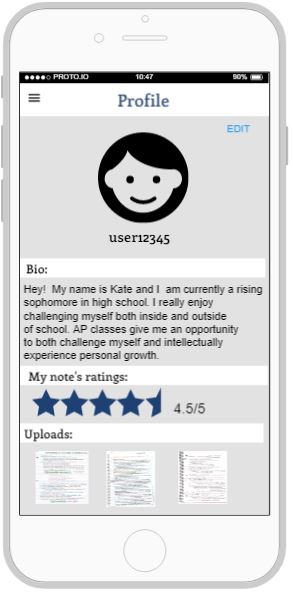 PROTO.IO 10:47 90%
Profile
EDIT
user12345
Bio:
Hey! My name is Kate and I am currently a rising
sophomore in high school. I really enjoy
challenging myself both inside and outside
of school. AP classes give me an opportunity
to both challenge myself and intellectually
experience personal growth.
My note's ratings:
4.5/5
Uploads: